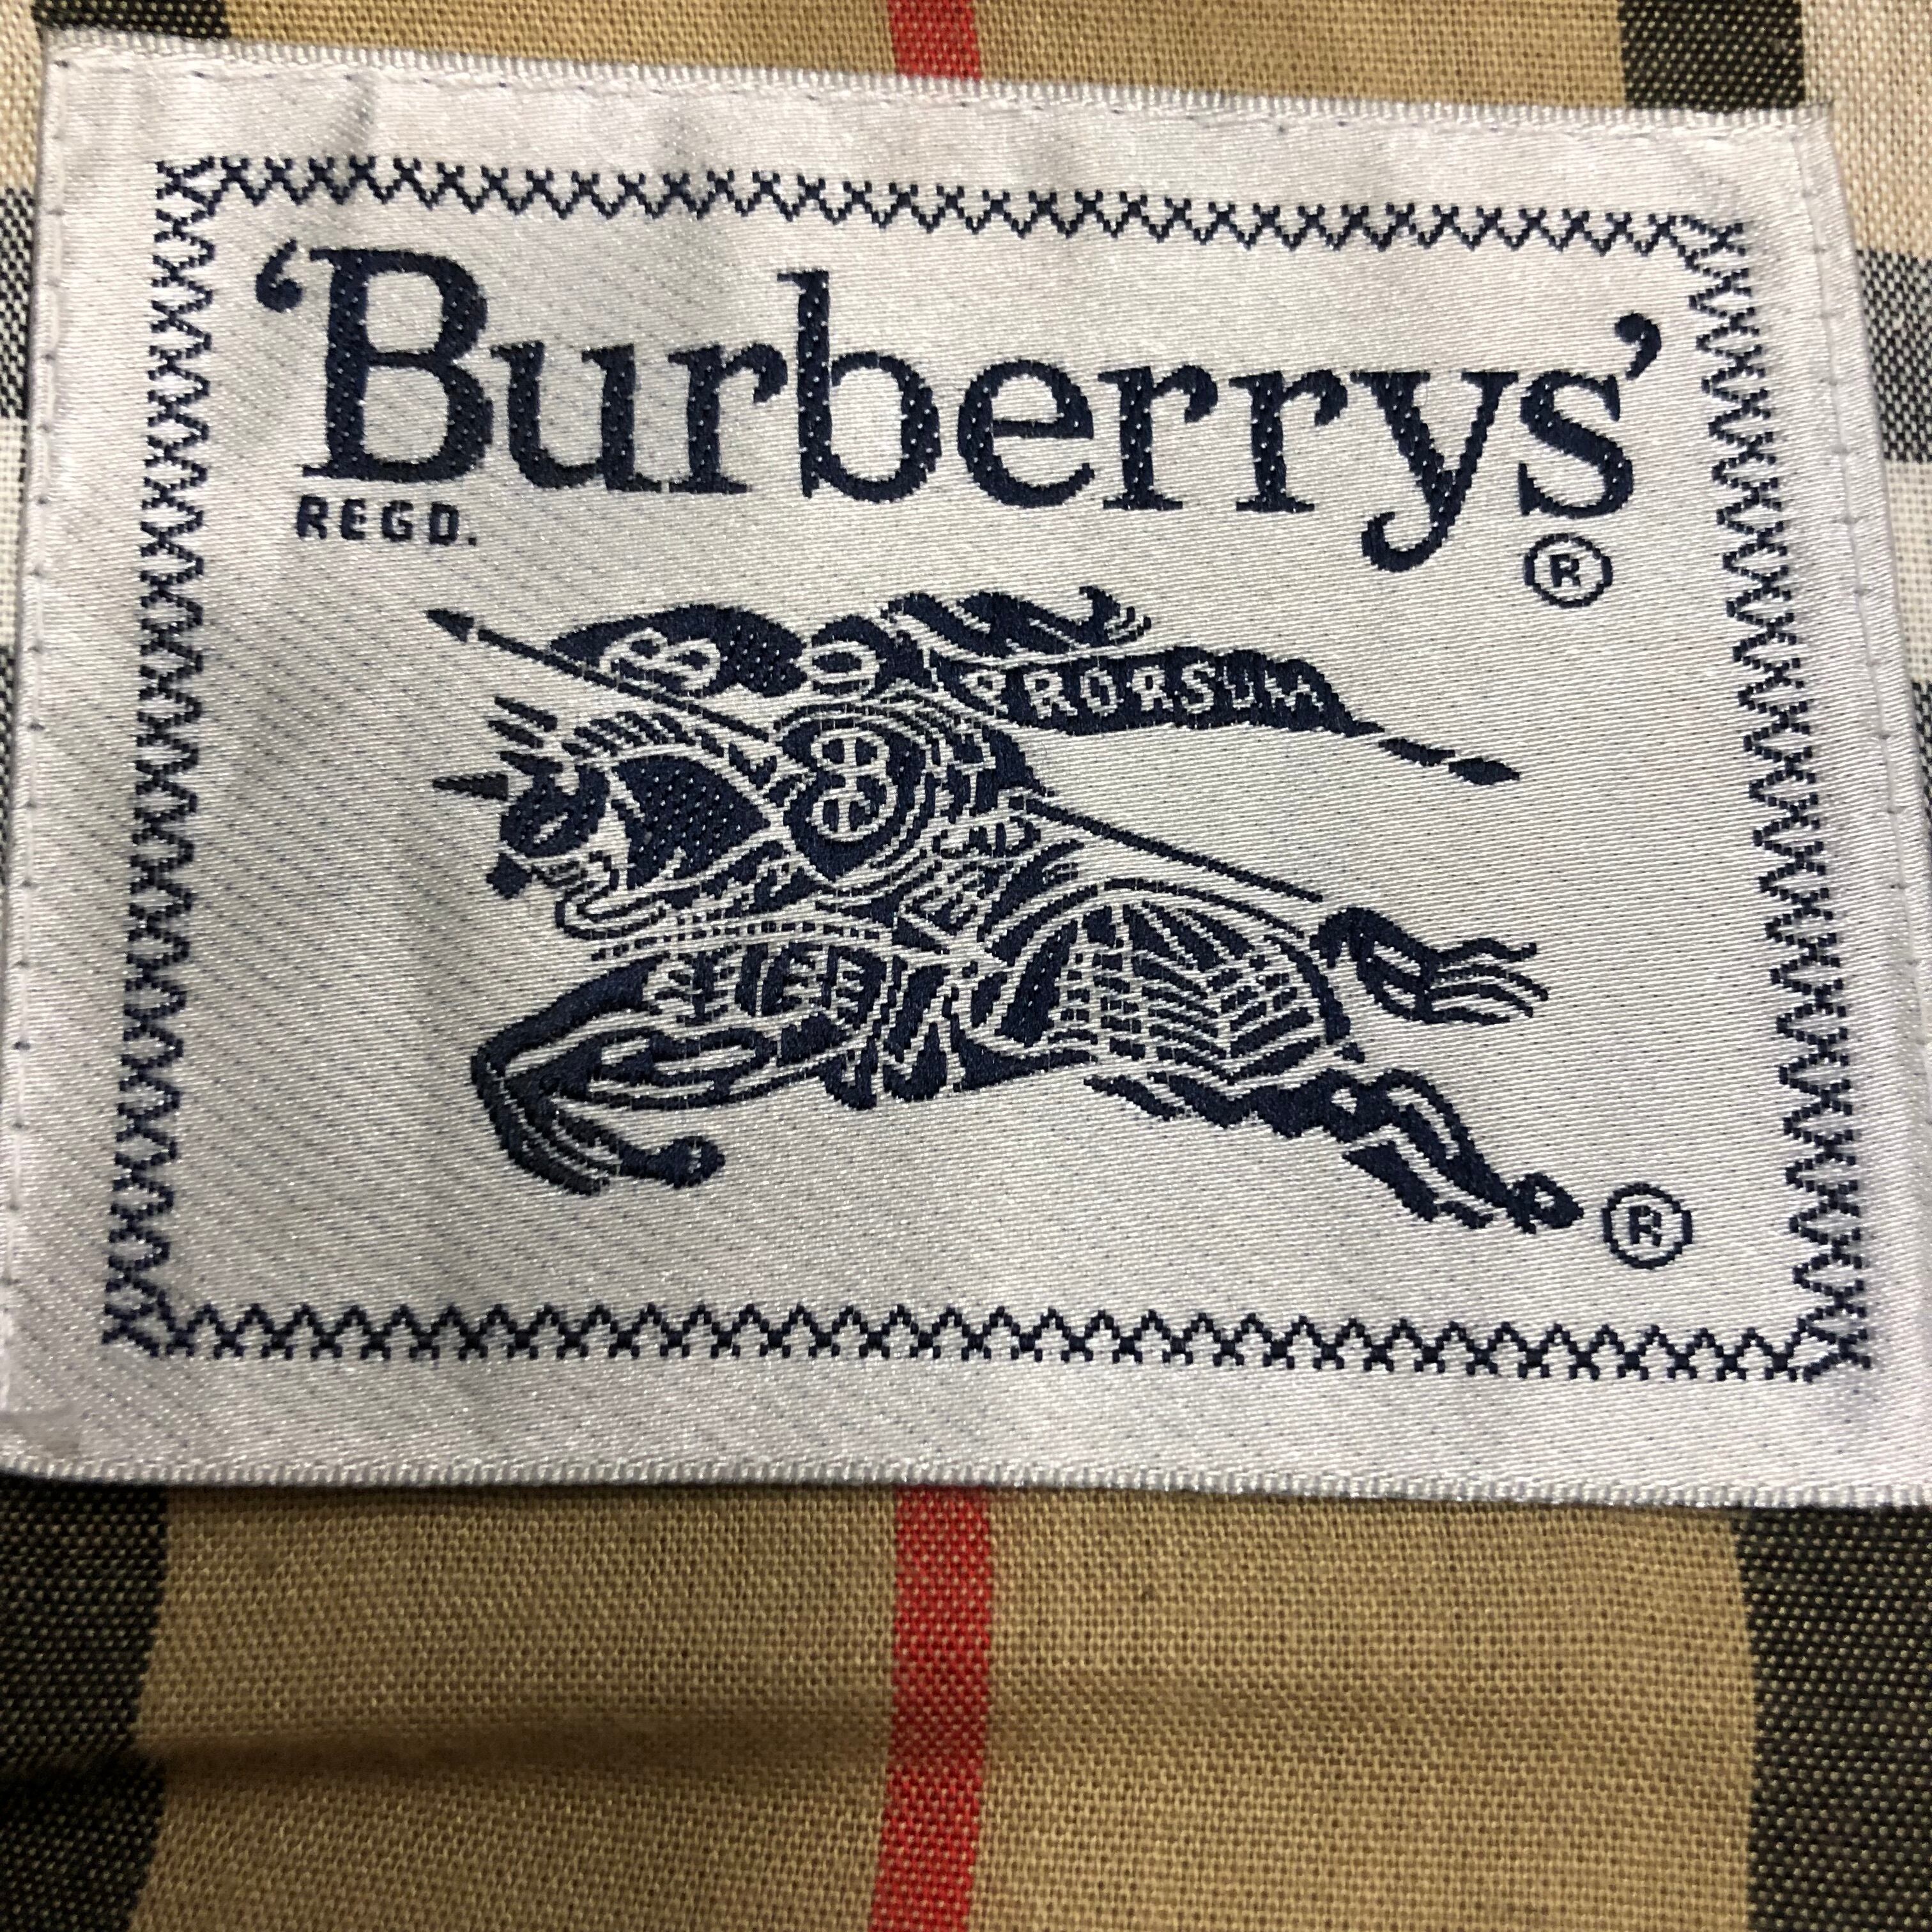 ‘Burberrys’
REGD.
®
PRORSUM
B
®